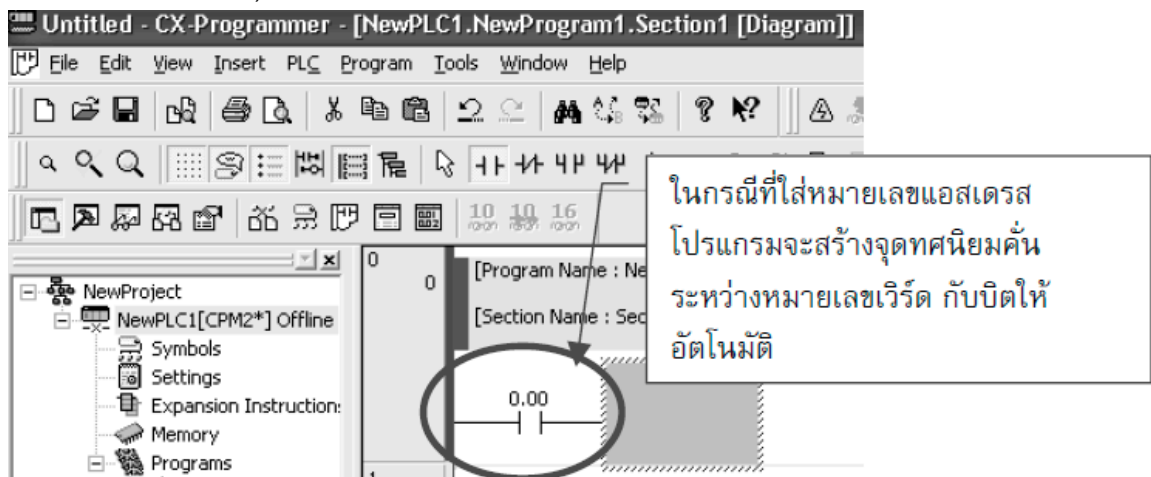 Untitled - CX-Programmer - [NewPLC1.NewProgram1.Section1 [Diagram]]
File Edit View Insert PLC Program Tools Window Help
ในกรณีที่ใส่หมายเลขแอสเดรส
โปรแกรมจะสร้างจุดทศนิยมคั่น
ระหว่างหมายเลขเวิร์ด กับบิตให้
อัตโนมัติ
10 10 16
NewProject
NewPLC1[CPM2*] Offline
Symbols
Settings
Expansion Instruction:
Memory
Programs
0
0
[Program Name : Ne
[Section Name : Sec
0.00
1